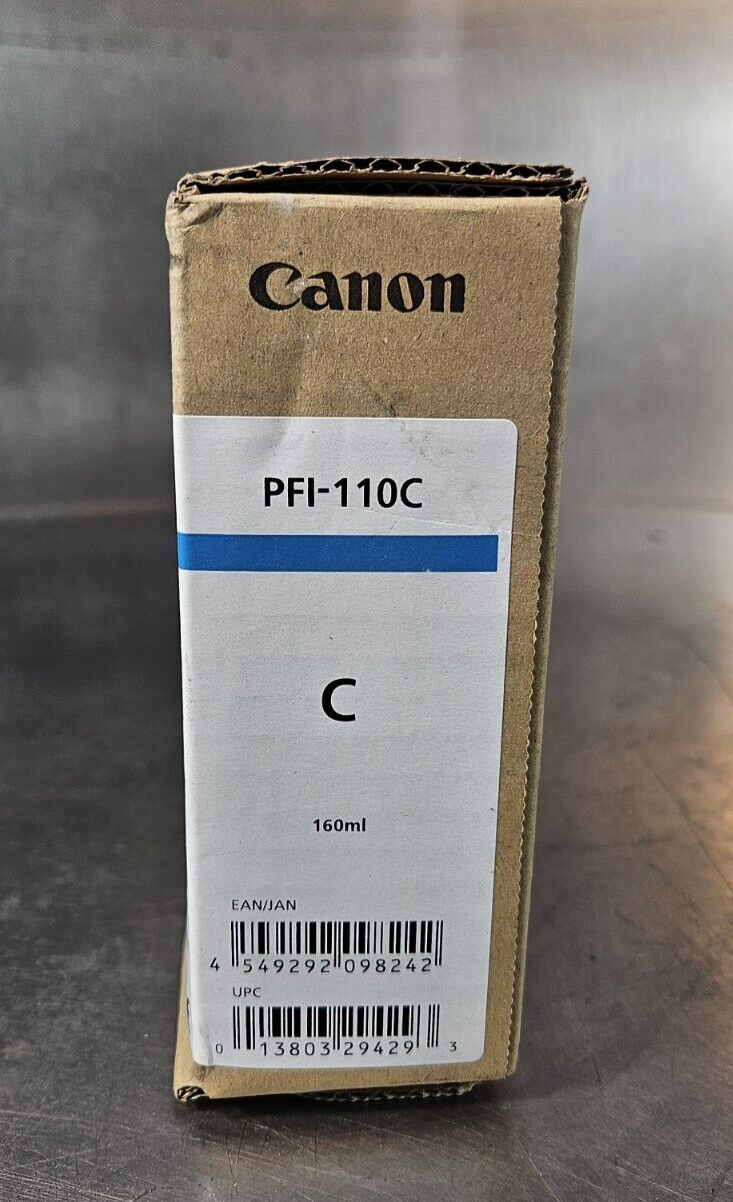 Canon
PFI-110C
C
160ml
EAN/JAN
4 549292 098242
UPC
0 13803 29429 3